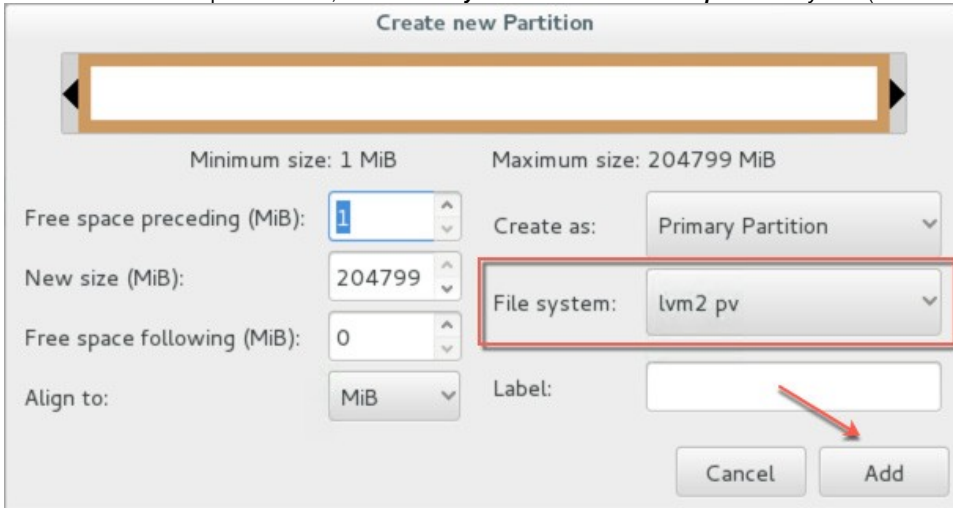 Create new Partition
Minimum size: 1 MiB
Maximum size: 204799 MiB
Free space preceding (MiB): 1
Create as: Primary Partition
New size (MiB): 204799
File system: lvm2 pv
Free space following (MiB): 0
Align to: MiB
Label:
Cancel
Add